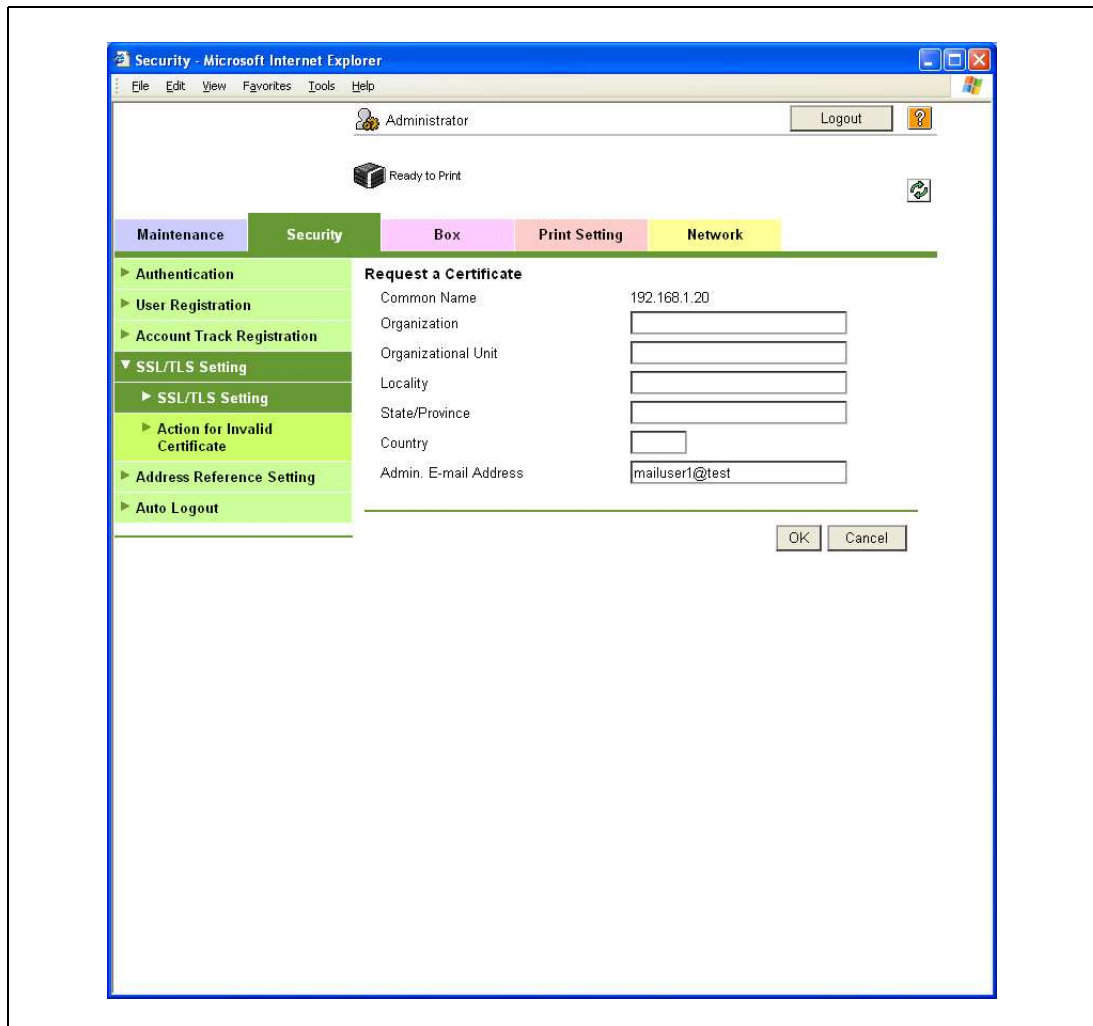 Security - Microsoft Internet Explorer
File Edit View Favorites Tools Help
Administrator Logout ?
Ready to Print
Maintenance Security Box Print Setting Network
Authentication
User Registration
Account Track Registration
SSL/TLS Setting
SSL/TLS Setting
Action for Invalid
Certificate
Address Reference Setting
Auto Logout
Request a Certificate
Common Name 192.168.1.20
Organization
Organizational Unit
Locality
State/Province
Country
Admin. E-mail Address mailuser1@test
OK Cancel